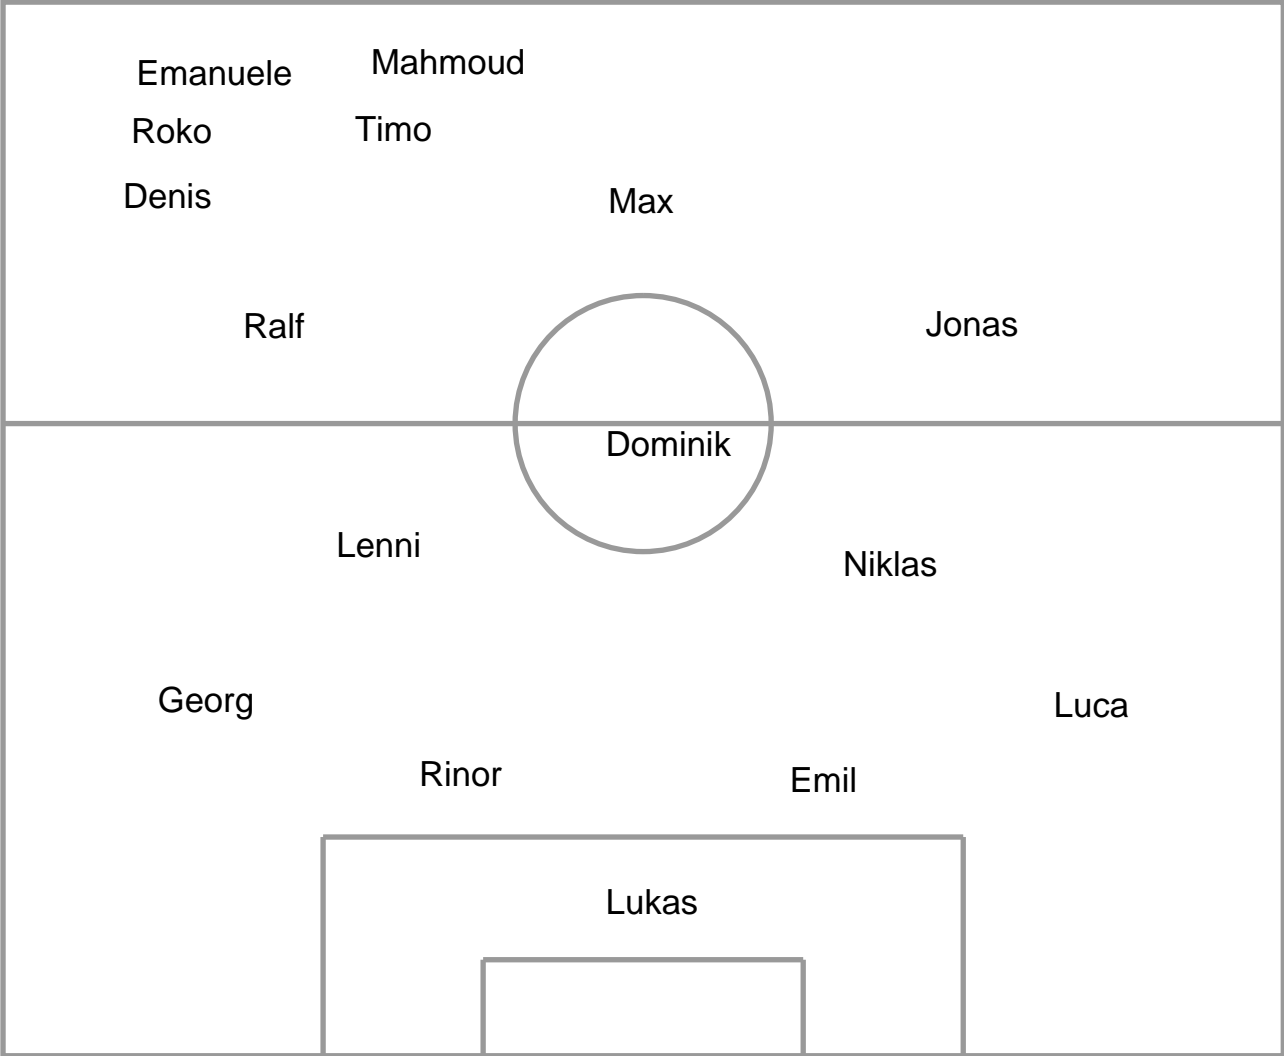 Emanuele
Mahmoud
Roko
Timo
Denis
Max
Ralf
Jonas
Dominik
Lenni
Niklas
Georg
Luca
Rinor
Emil
Lukas